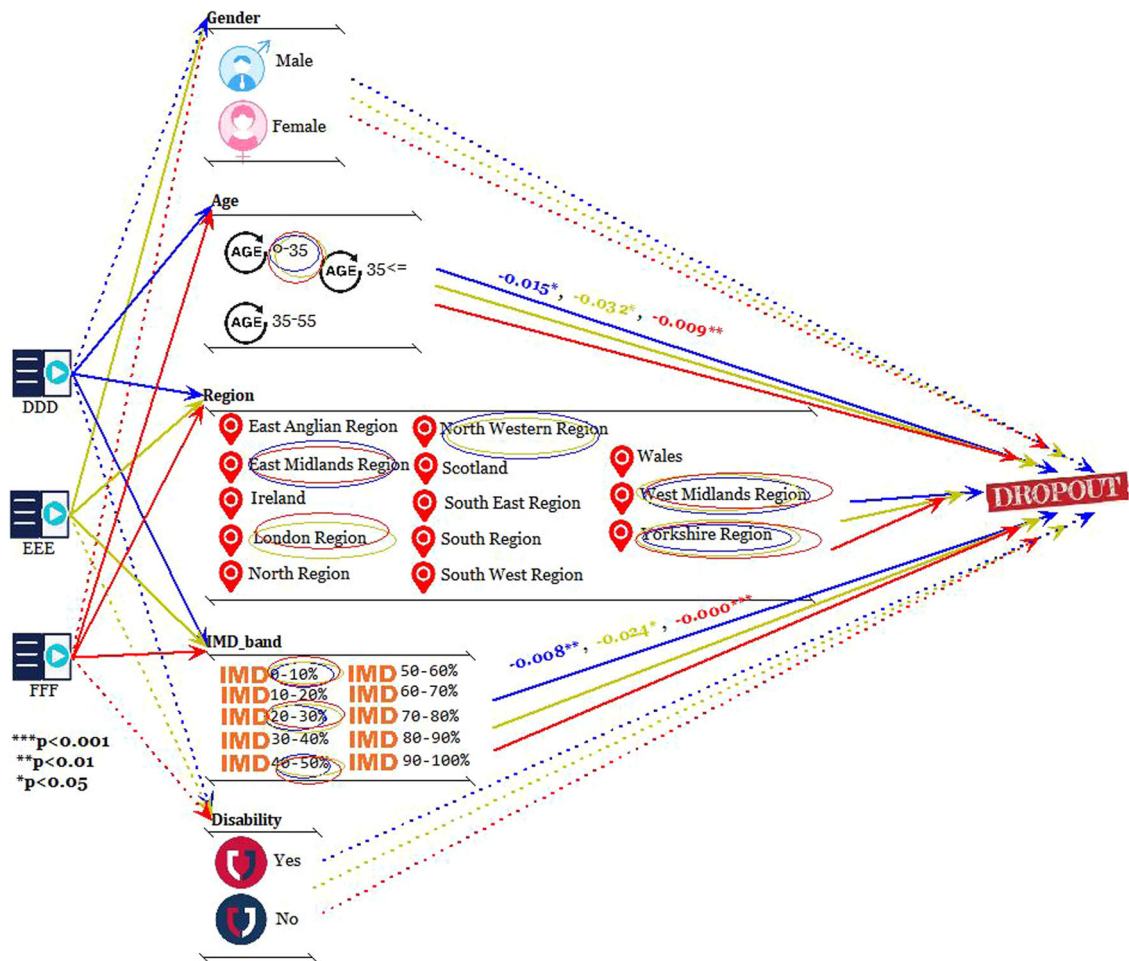 Gender
Male
Female
Age
AGE 0-35
AGE 35<=
AGE 35-55
-0.015*, -0.032*, -0.009**
DDD
EEE
FFF
Region
East Anglian Region
East Midlands Region
Ireland
London Region
North Region
North Western Region
Scotland
South East Region
South Region
South West Region
Wales
West Midlands Region
Yorkshire Region
DROPOUT
-0.008**, -0.024*, -0.000***
IMD_band
IMD 0-10%
IMD 10-20%
IMD 20-30%
IMD 30-40%
IMD 40-50%
IMD 50-60%
IMD 60-70%
IMD 70-80%
IMD 80-90%
IMD 90-100%
***p<0.001
**p<0.01
*p<0.05
Disability
Yes
No